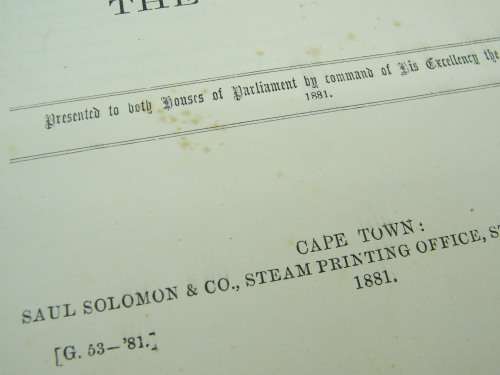 THE
Presented to both Houses of Parliament by command of His Excellency the
1881.
CAPE TOWN:
SAUL SOLOMON & CO., STEAM PRINTING OFFICE, ST
1881.
[G. 53—'81.]